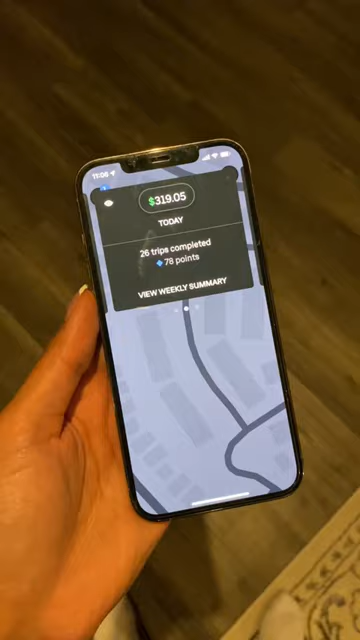 11:06
$319.05
TODAY
26 trips completed
78 points
VIEW WEEKLY SUMMARY